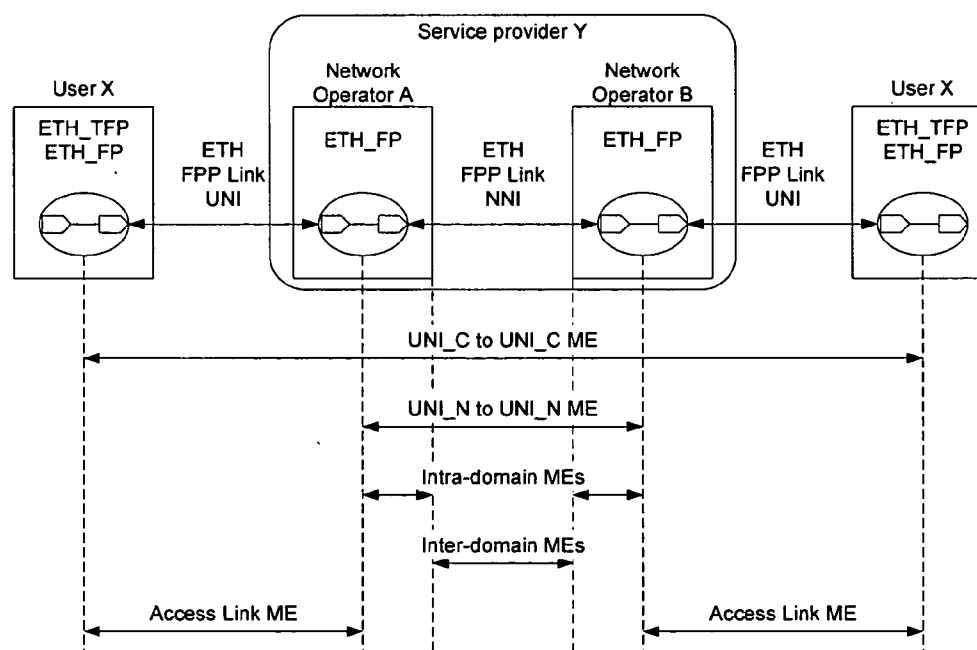 Service provider Y
User X
Network
Operator A
Network
Operator B
User X
ETH_TFP
ETH_FP
ETH
FPP Link
UNI
ETH_FP
ETH
FPP Link
NNI
ETH_FP
ETH
FPP Link
UNI
ETH_TFP
ETH_FP
UNI_C to UNI_C ME
UNI_N to UNI_N ME
Intra-domain MEs
Inter-domain MEs
Access Link ME
Access Link ME